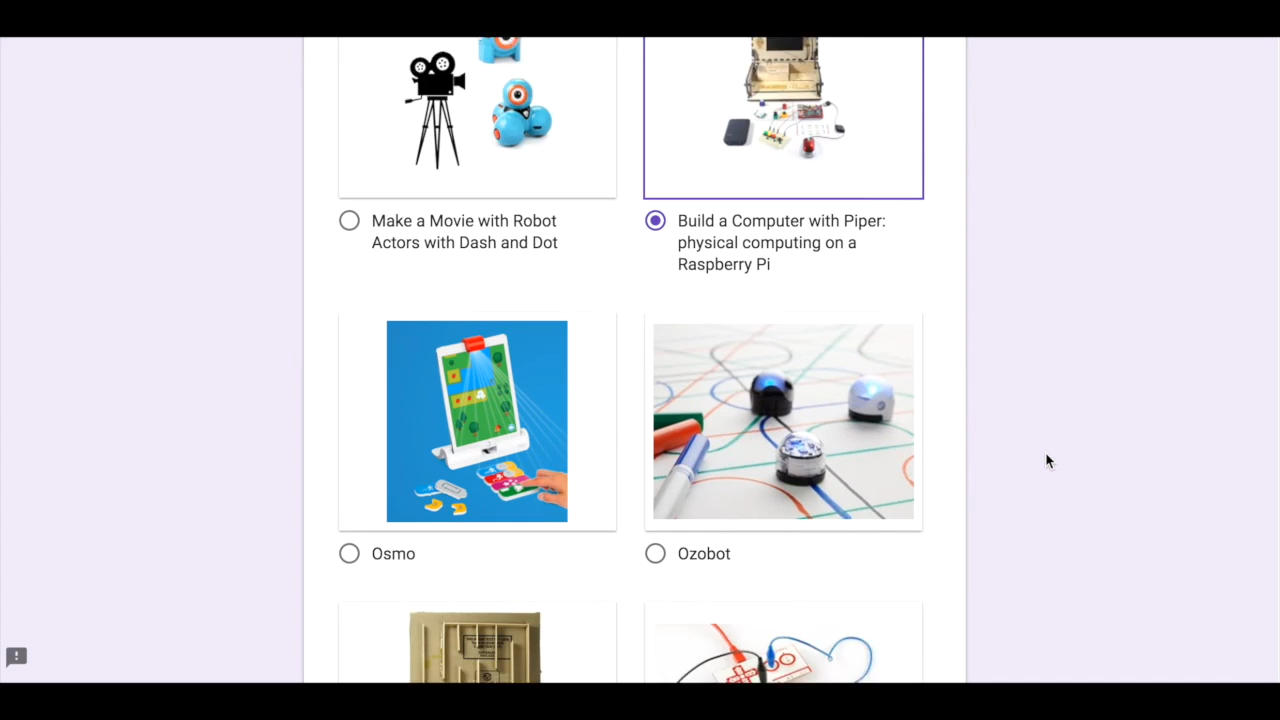 Make a Movie with Robot
Actors with Dash and Dot
Build a Computer with Piper:
physical computing on a
Raspberry Pi
Osmo
Ozobot